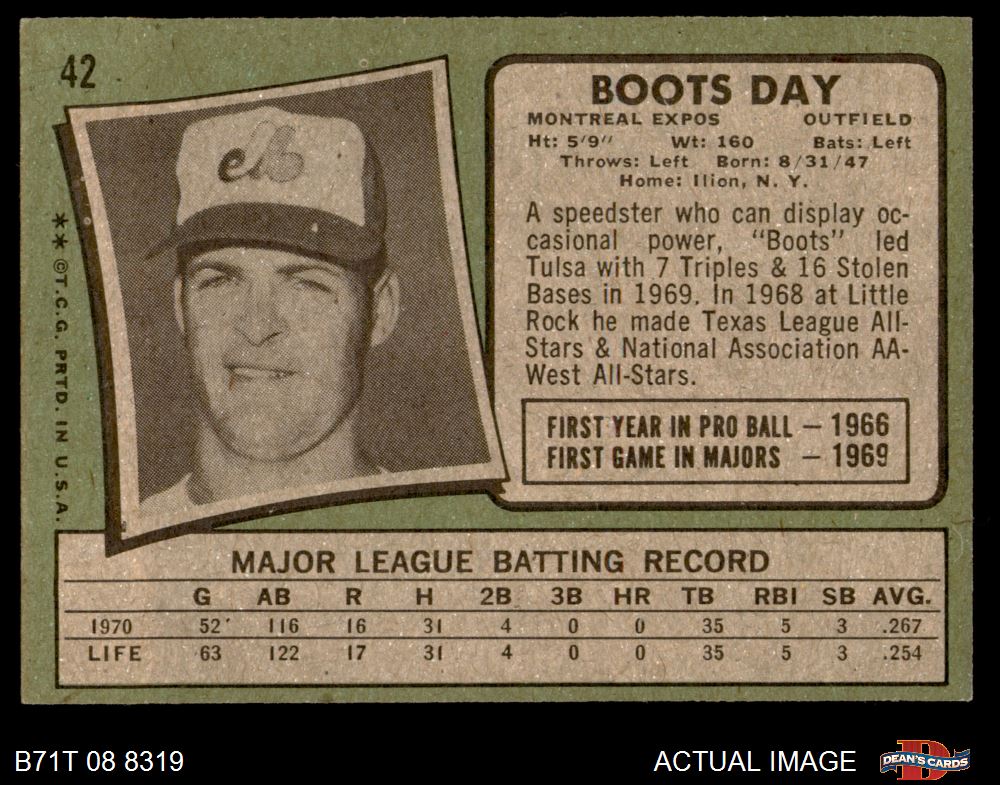 42
BOOTS DAY
MONTREAL EXPOS OUTFIELD
Ht: 5'9" Wt: 160 Bats: Left
Throws: Left Born: 8/31/47
Home: Ilion, N. Y.
A speedster who can display oc-
casional power, "Boots" led
Tulsa with 7 Triples & 16 Stolen
Bases in 1969. In 1968 at Little
Rock he made Texas League All-
Stars & National Association AA-
West All-Stars.
FIRST YEAR IN PRO BALL – 1966
FIRST GAME IN MAJORS – 1969
** ©T.C.G. PRTD. IN U.S.A.
MAJOR LEAGUE BATTING RECORD
G AB R H 2B 3B HR TB RBI SB AVG.
1970 52 116 16 31 4 0 0 35 5 3 .267
LIFE 63 122 17 31 4 0 0 35 5 3 .254
B71T 08 8319 ACTUAL IMAGE DEAN'S CARDS